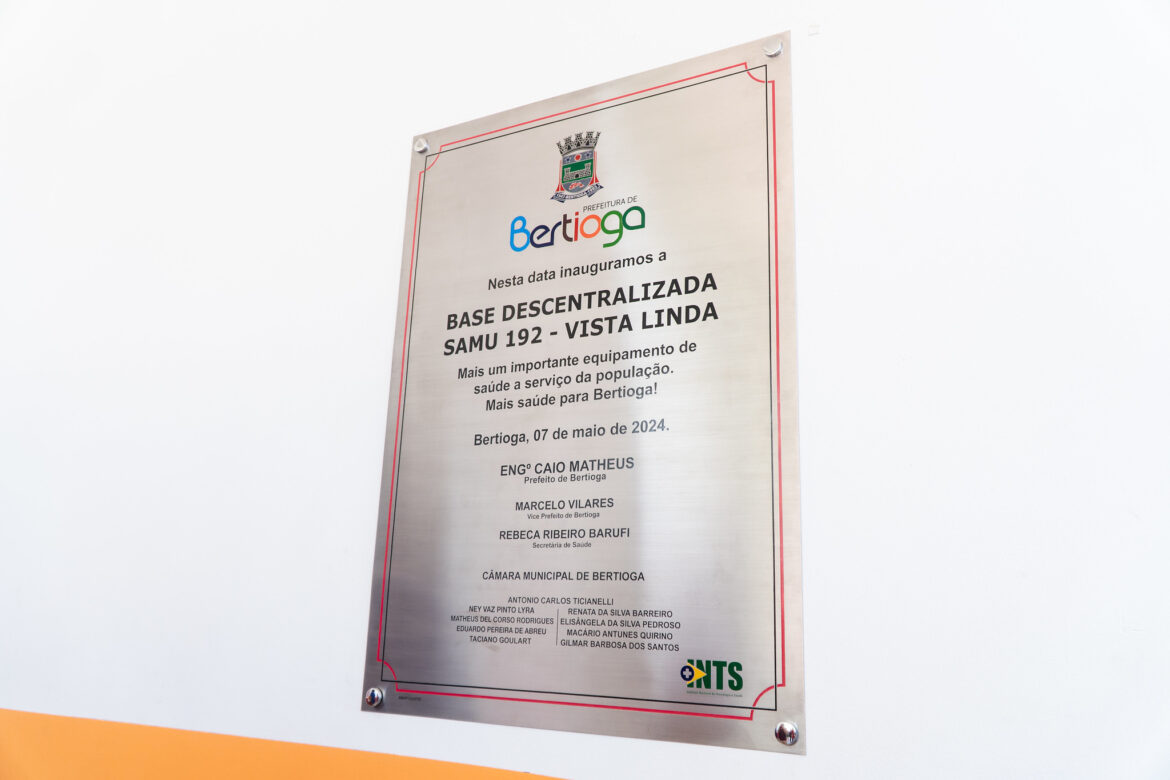 PREFEITURA DE
Bertioga
Nesta data inauguramos a
BASE DESCENTRALIZADA
SAMU 192 - VISTA LINDA
Mais um importante equipamento de
saúde a serviço da população.
Mais saúde para Bertioga!
Bertioga, 07 de maio de 2024.
ENGº CAIO MATHEUS
Prefeito de Bertioga
MARCELO VILARES
Vice Prefeito de Bertioga
REBECA RIBEIRO BARUFI
Secretária de Saúde
CÂMARA MUNICIPAL DE BERTIOGA
ANTONIO CARLOS TICIANELLI
NEY VAZ PINTO LYRA
MATHEUS DEL CORSO RODRIGUES
EDUARDO PEREIRA DE ABREU
TACIANO GOULART
RENATA DA SILVA BARREIRO
ELISÂNGELA DA SILVA PEDROSO
MACÁRIO ANTUNES QUIRINO
GILMAR BARBOSA DOS SANTOS
INTS